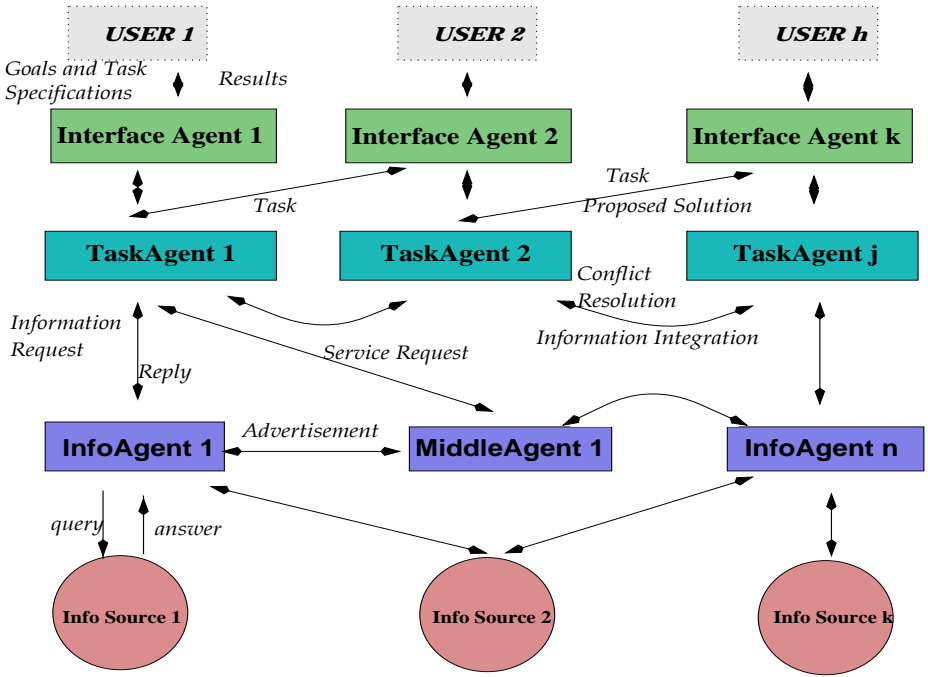 USER 1
USER 2
USER h
Goals and Task
Specifications
Results
Interface Agent 1
Interface Agent 2
Interface Agent k
Task
Task
Proposed Solution
TaskAgent 1
TaskAgent 2
TaskAgent j
Conflict
Resolution
Information
Request
Service Request
Information Integration
Reply
Advertisement
InfoAgent 1
MiddleAgent 1
InfoAgent n
query
answer
Info Source 1
Info Source 2
Info Source k